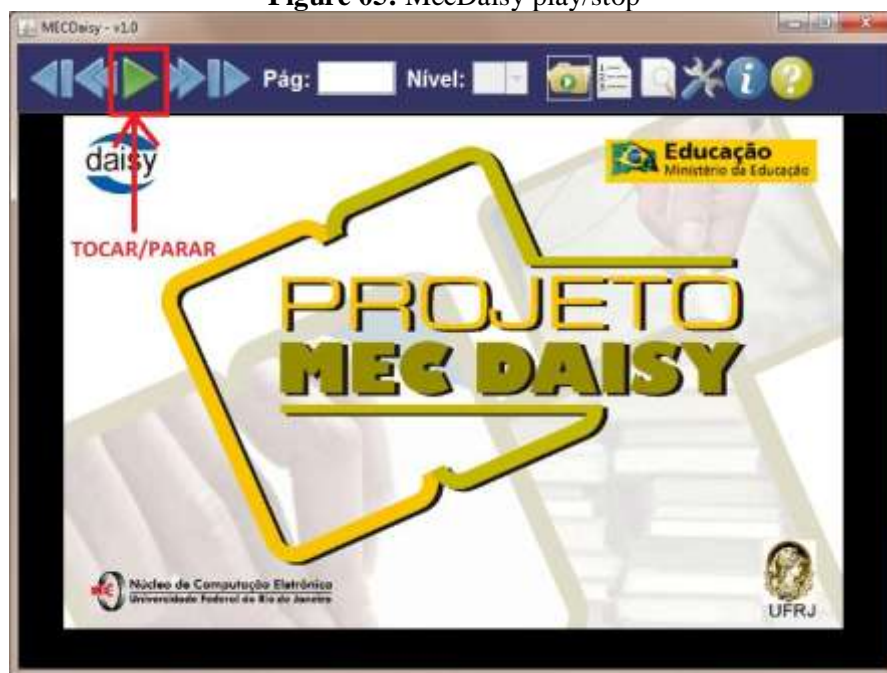 Figure 05: MecDaisy play/stop
MECDaisy - v1.0
Pág: Nível:
daisy
Educação
Ministério da Educação
TOCAR/PARAR
PROJETO
MEC DAISY
Núcleo de Computação Eletrônica
Universidade Federal do Rio de Janeiro
UFRJ